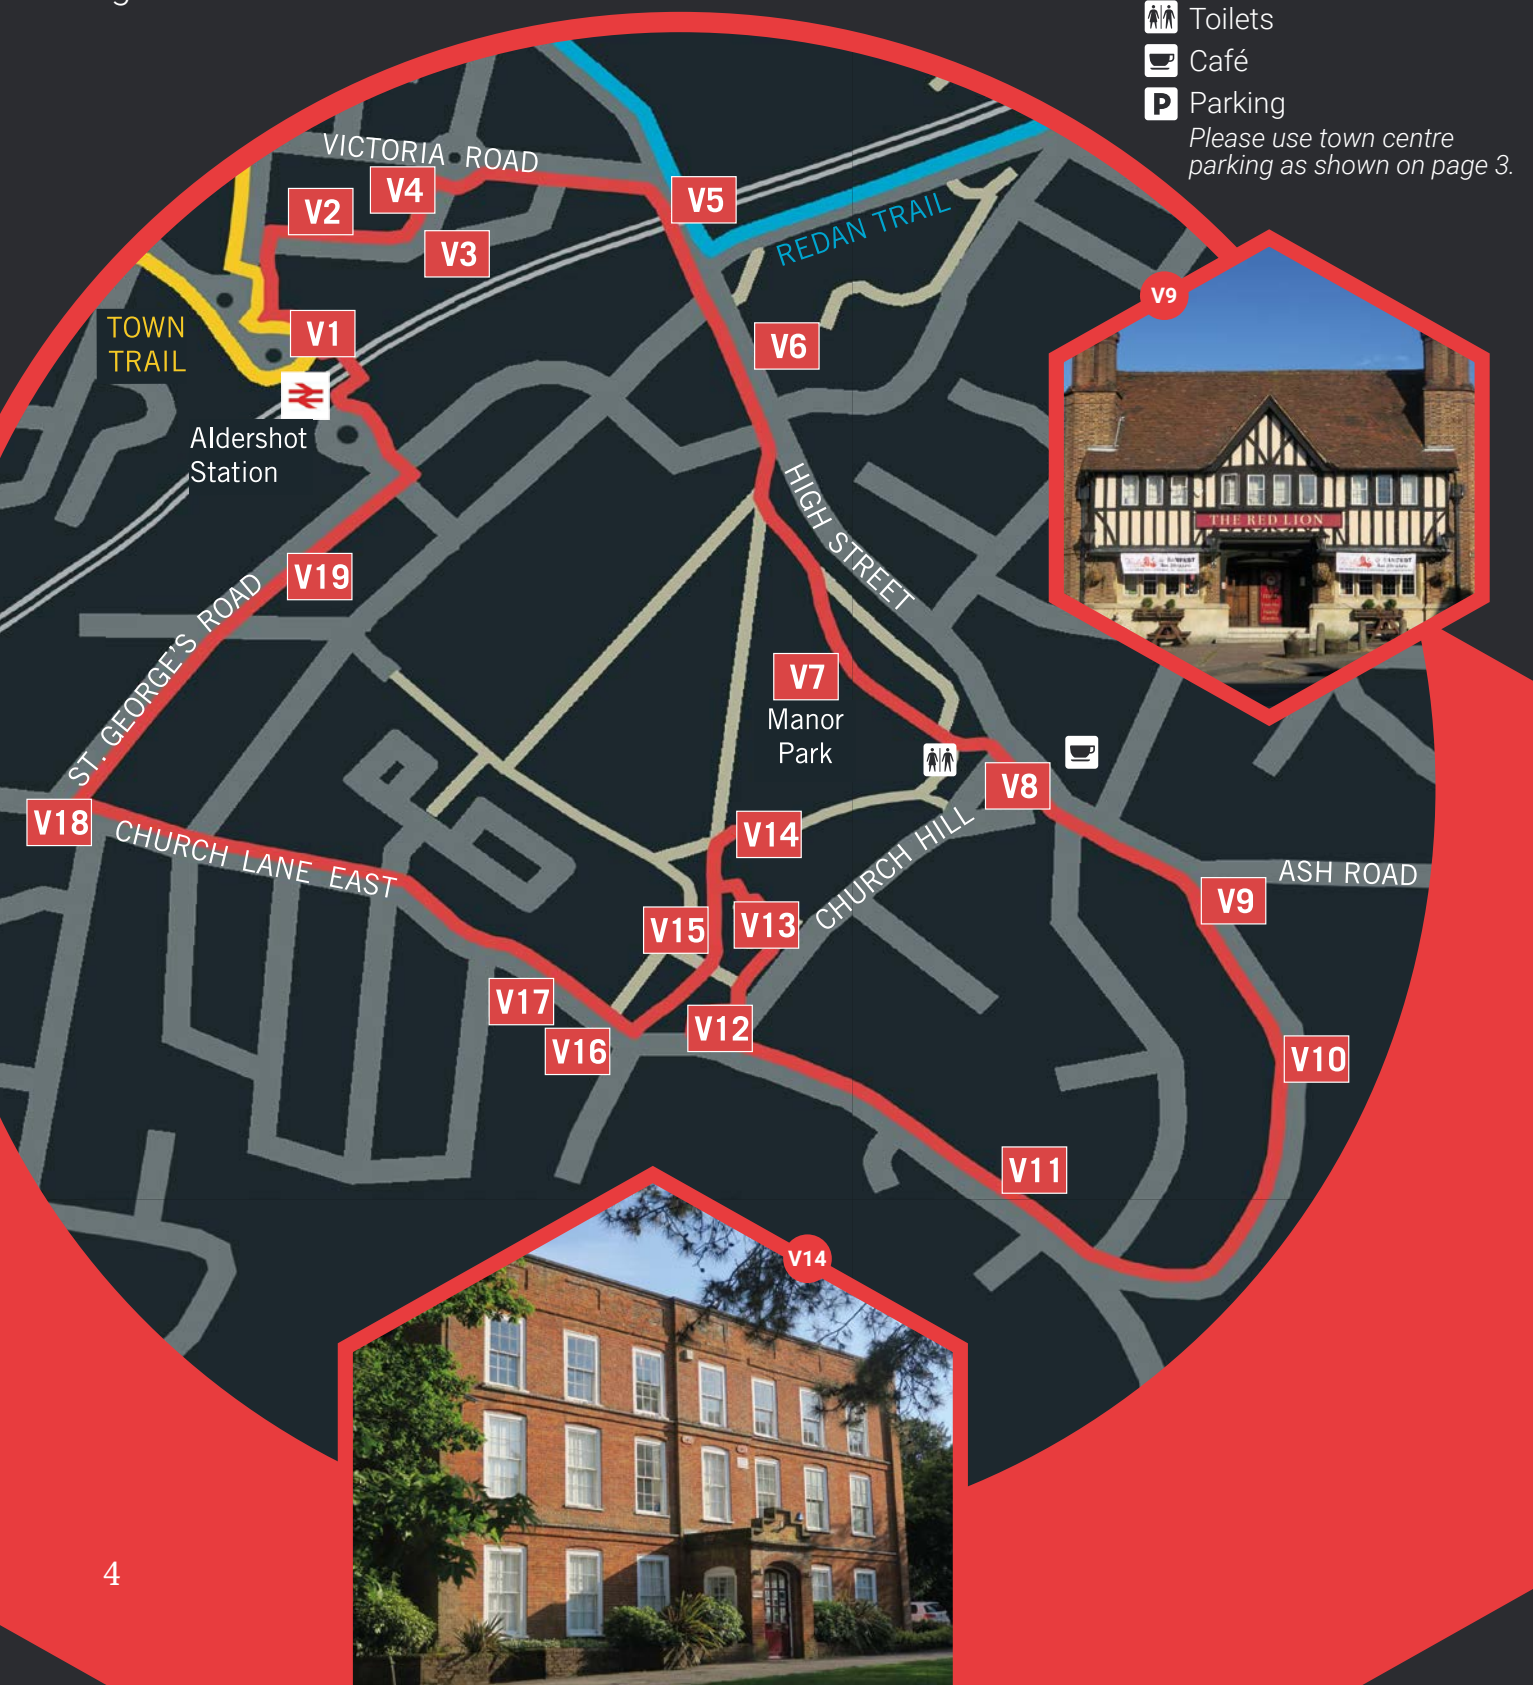 Toilets
Café
P Parking
Please use town centre
parking as shown on page 3.
VICTORIA ROAD
V4
V2
V5
V3
REDAN TRAIL
V9
TOWN
TRAIL
V1
V6
Aldershot
Station
HIGH STREET
THE RED LION
V19
ST. GEORGE'S ROAD
V7
Manor
Park
V8
V18
CHURCH LANE EAST
V14
CHURCH HILL
ASH ROAD
V9
V15
V13
V17
V12
V16
V10
V11
V14
4